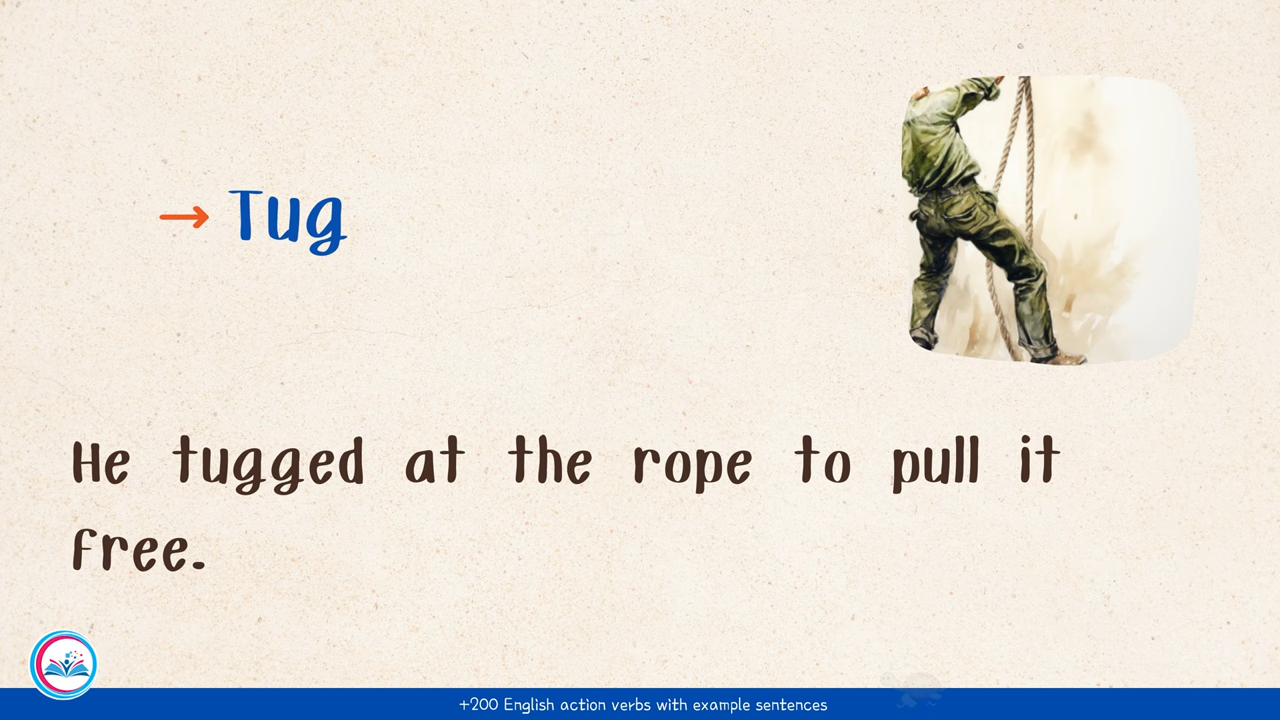 → Tug
He tugged at the rope to pull it
free.
+200 English action verbs with example sentences